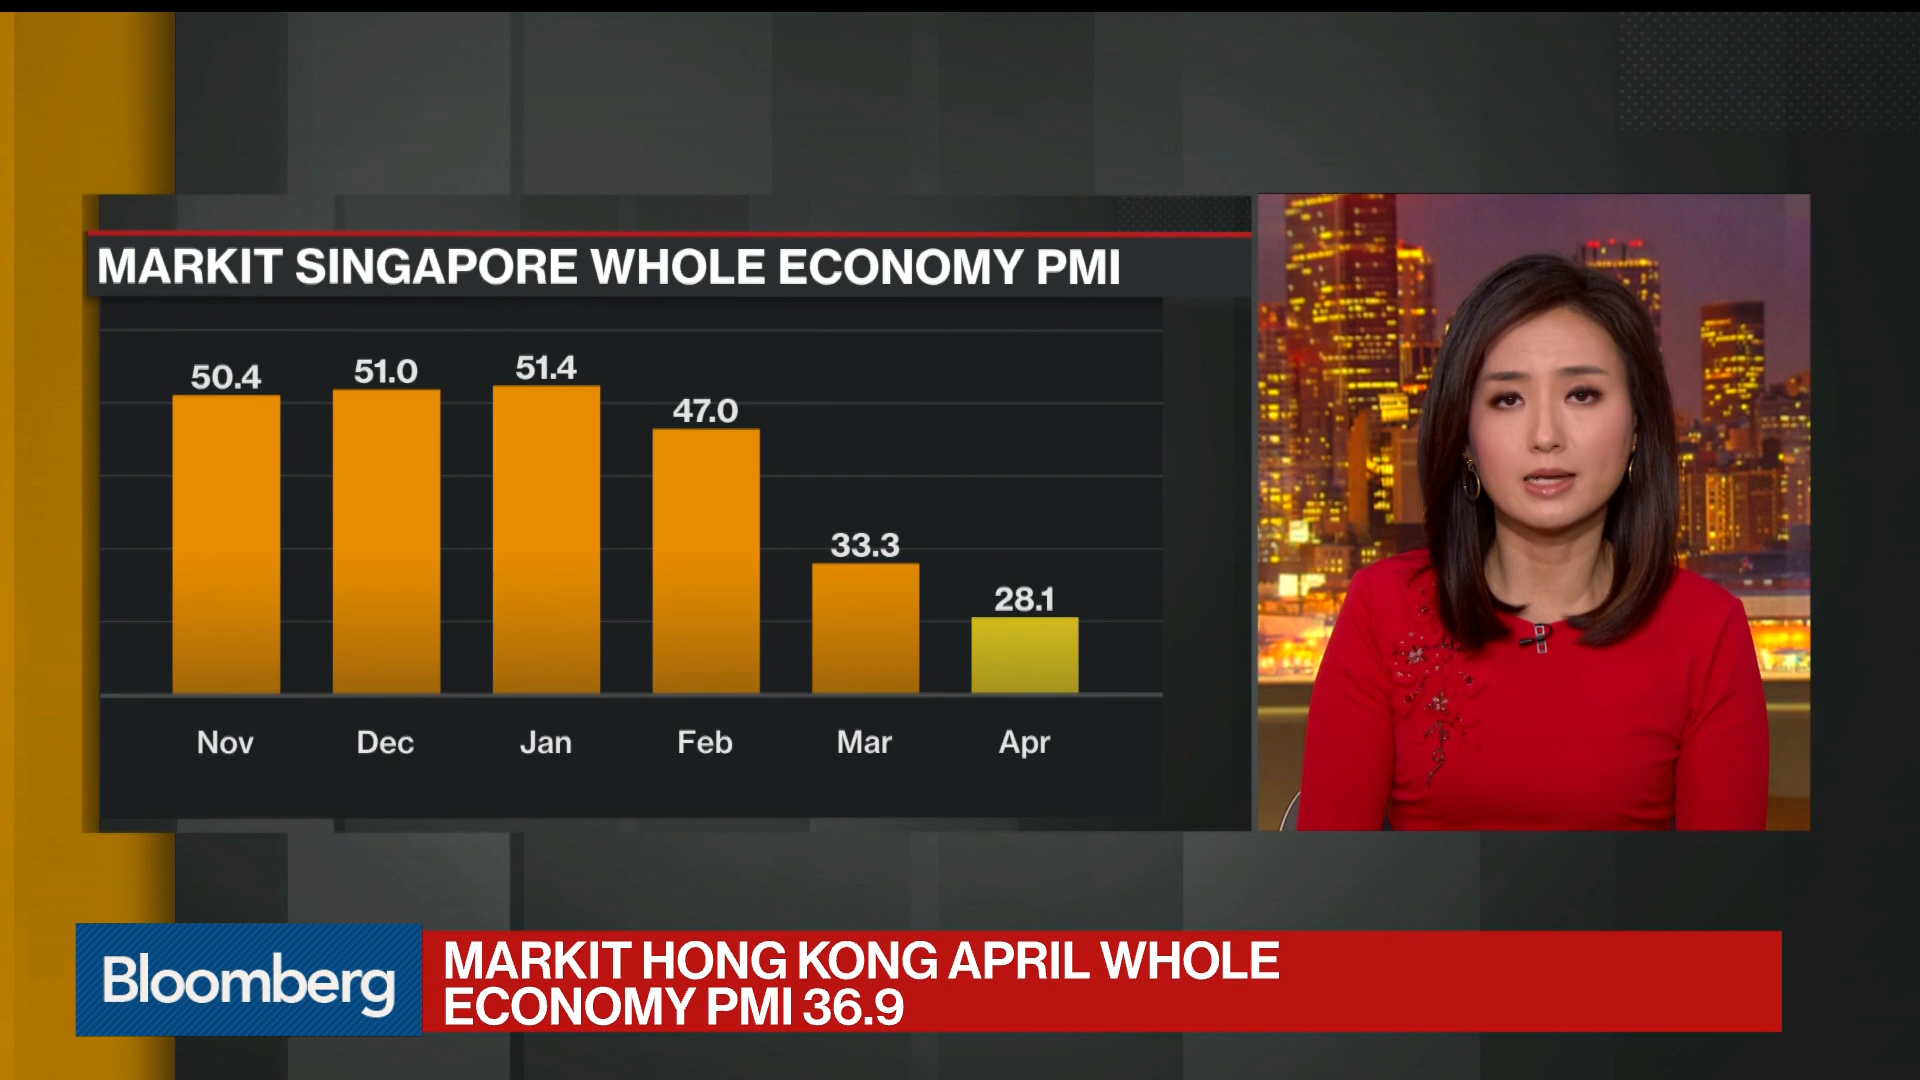 MARKIT SINGAPORE WHOLE ECONOMY PMI
50.4
51.0
51.4
47.0
33.3
28.1
Nov
Dec
Jan
Feb
Mar
Apr
Bloomberg
MARKIT HONG KONG APRIL WHOLE
ECONOMY PMI 36.9